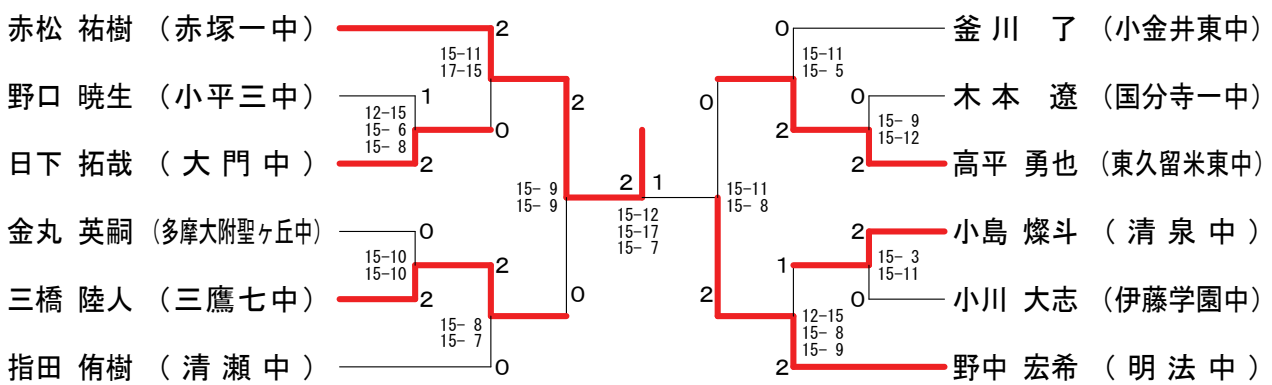 赤松 祐樹 （赤塚一中） 2
15-11
17-15
野口 暁生 （小平三中） 1
12-15
15- 6
15- 8
0
日下 拓哉 （大門中） 2
2
15- 9
15- 9
金丸 英嗣 （多摩大附聖ヶ丘中） 0
15-10
15-10
2
三橋 陸人 （三鷹七中） 2
0
15- 8
15- 7
指田 侑樹 （清瀬中） 0
2 1
15-12
15-17
15- 7
0 釜川 了 （小金井東中）
15-11
15- 5
0
0 木本 遼 （国分寺一中）
15- 9
15-12
2
2 高平 勇也 （東久留米東中）
15-11
15- 8
2 小島 燦斗 （清泉中）
15- 3
15-11
1
0 小川 大志 （伊藤学園中）
2
12-15
15- 8
15- 9
2 野中 宏希 （明法中）